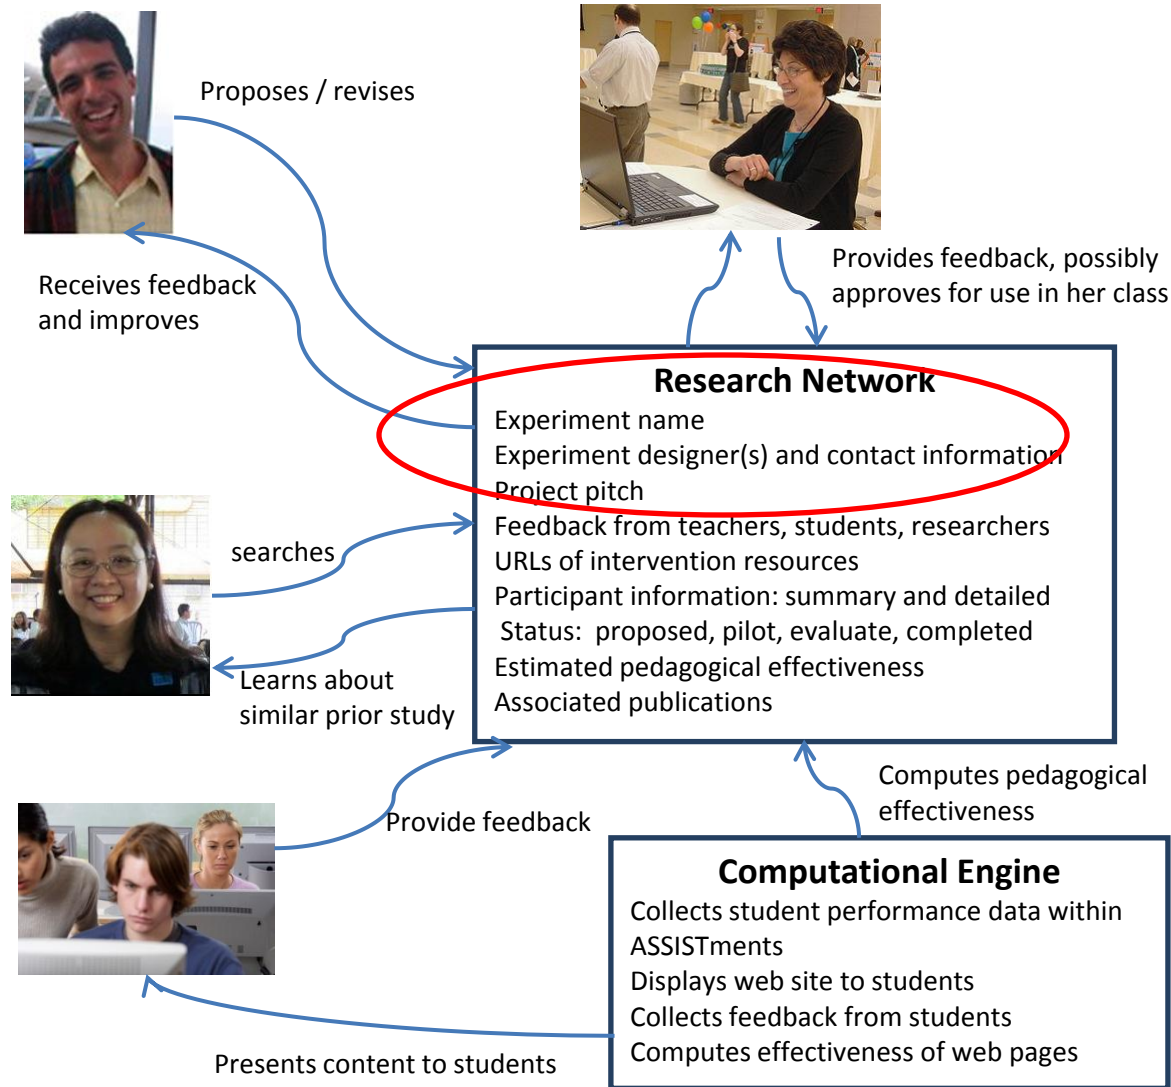 Proposes / revises
Receives feedback
and improves
Provides feedback, possibly
approves for use in her class
Research Network
Experiment name
Experiment designer(s) and contact information
Project pitch
Feedback from teachers, students, researchers
URLs of intervention resources
Participant information: summary and detailed
Status: proposed, pilot, evaluate, completed
Estimated pedagogical effectiveness
Associated publications
searches
Learns about
similar prior study
Provide feedback
Computes pedagogical
effectiveness
Computational Engine
Collects student performance data within
ASSISTments
Displays web site to students
Collects feedback from students
Computes effectiveness of web pages
Presents content to students